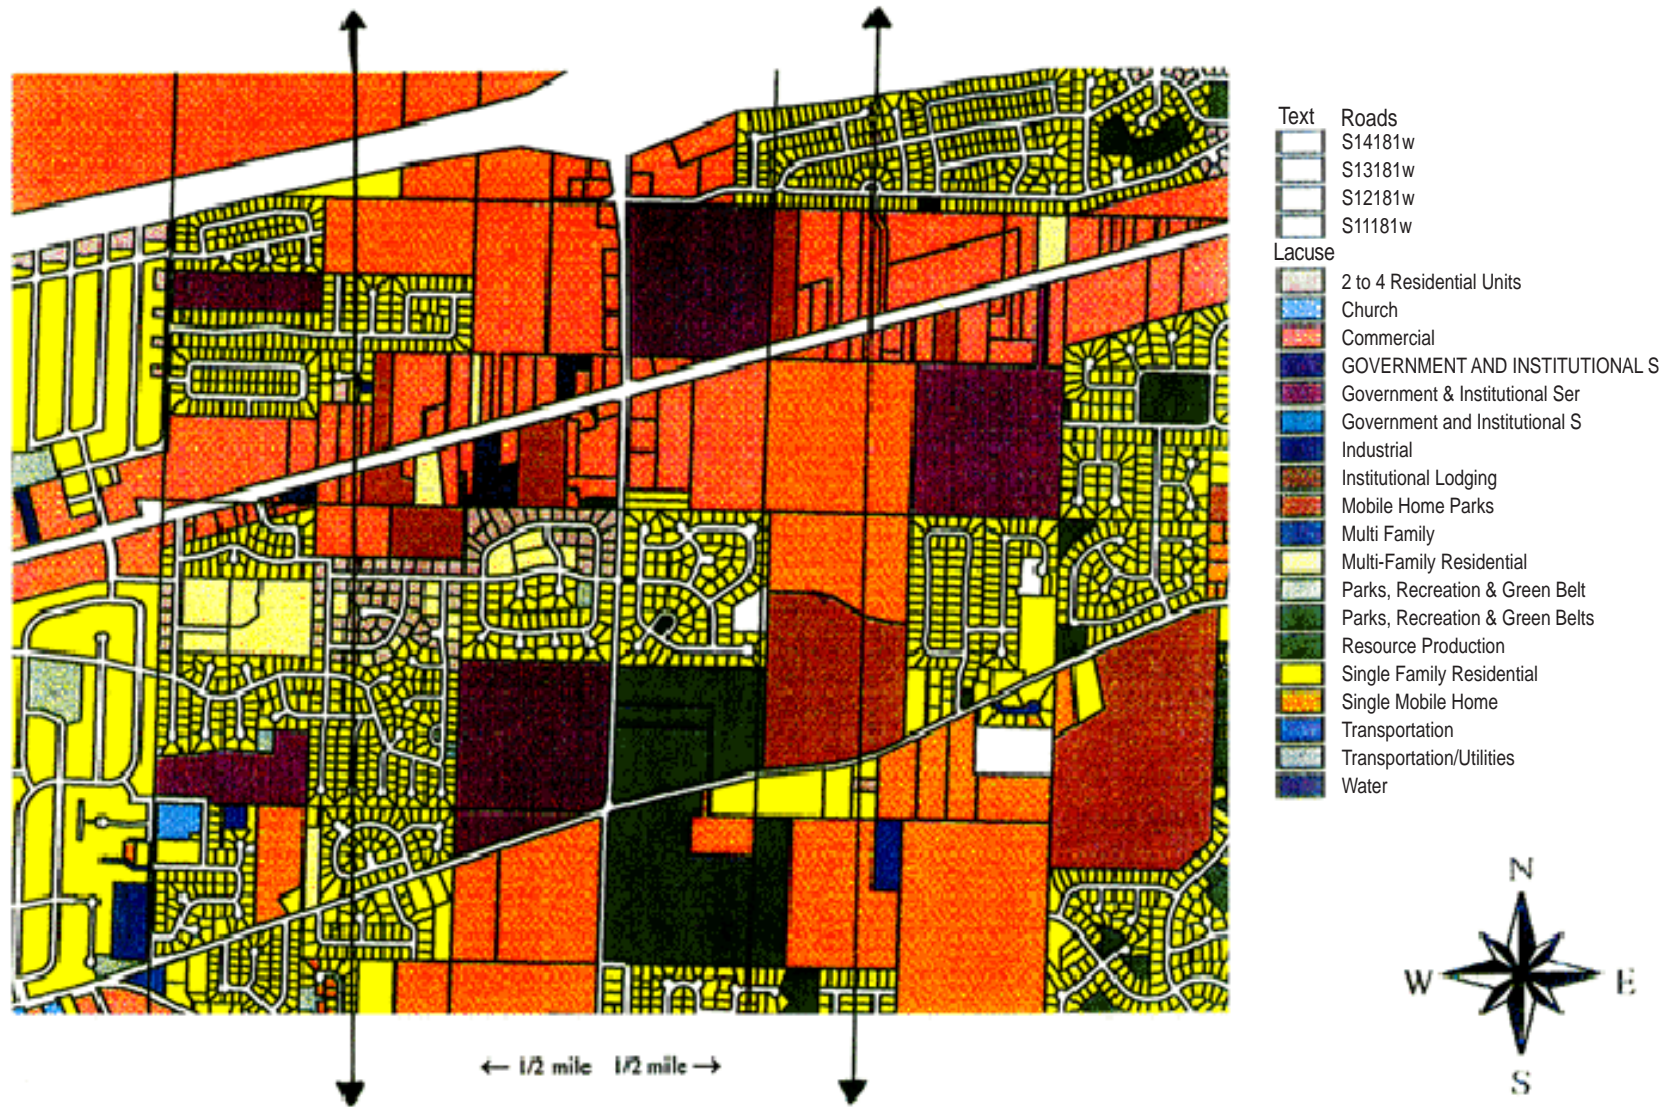 Text Roads
S14181w
S13181w
S12181w
S11181w
Lacuse
2 to 4 Residential Units
Church
Commercial
GOVERNMENT AND INSTITUTIONAL S
Government & Institutional Ser
Government and Institutional S
Industrial
Institutional Lodging
Mobile Home Parks
Multi Family
Multi-Family Residential
Parks, Recreation & Green Belt
Parks, Recreation & Green Belts
Resource Production
Single Family Residential
Single Mobile Home
Transportation
Transportation/Utilities
Water
N
W E
S
← 1/2 mile 1/2 mile →